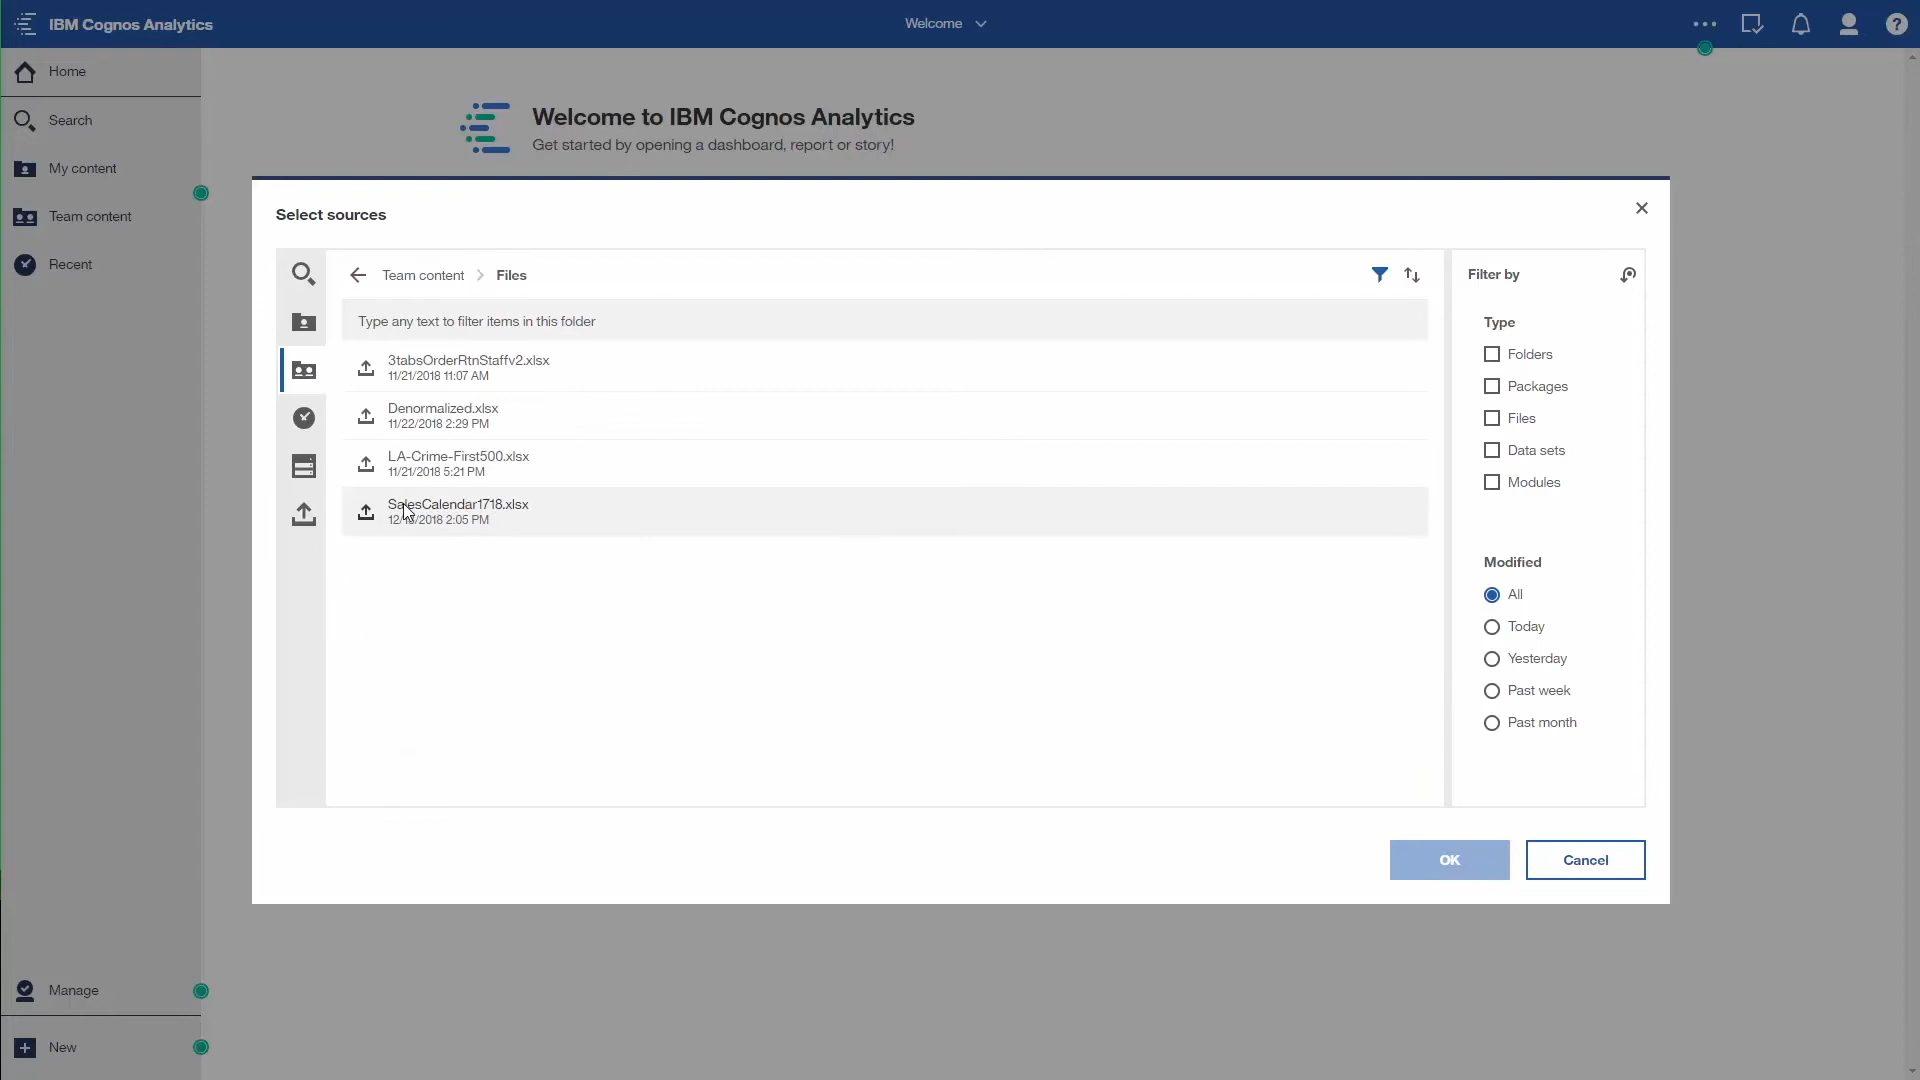 IBM Cognos Analytics
Welcome
Home
Search
My content
Team content
Recent
Welcome to IBM Cognos Analytics
Get started by opening a dashboard, report or story!
Select sources
Team content
Files
Type any text to filter items in this folder
3tabsOrderRtnStaffv2.xlsx
11/21/2018 11:07 AM
Denormalized.xlsx
11/22/2018 2:29 PM
LA-Crime-First500.xlsx
11/21/2018 5:21 PM
SalesCalendar1718.xlsx
2:05 PM
Filter by
Type
Folders
Packages
Files
Data sets
Modules
Modified
All
Today
Yesterday
Past week
Past month
OK
Cancel
Manage
New